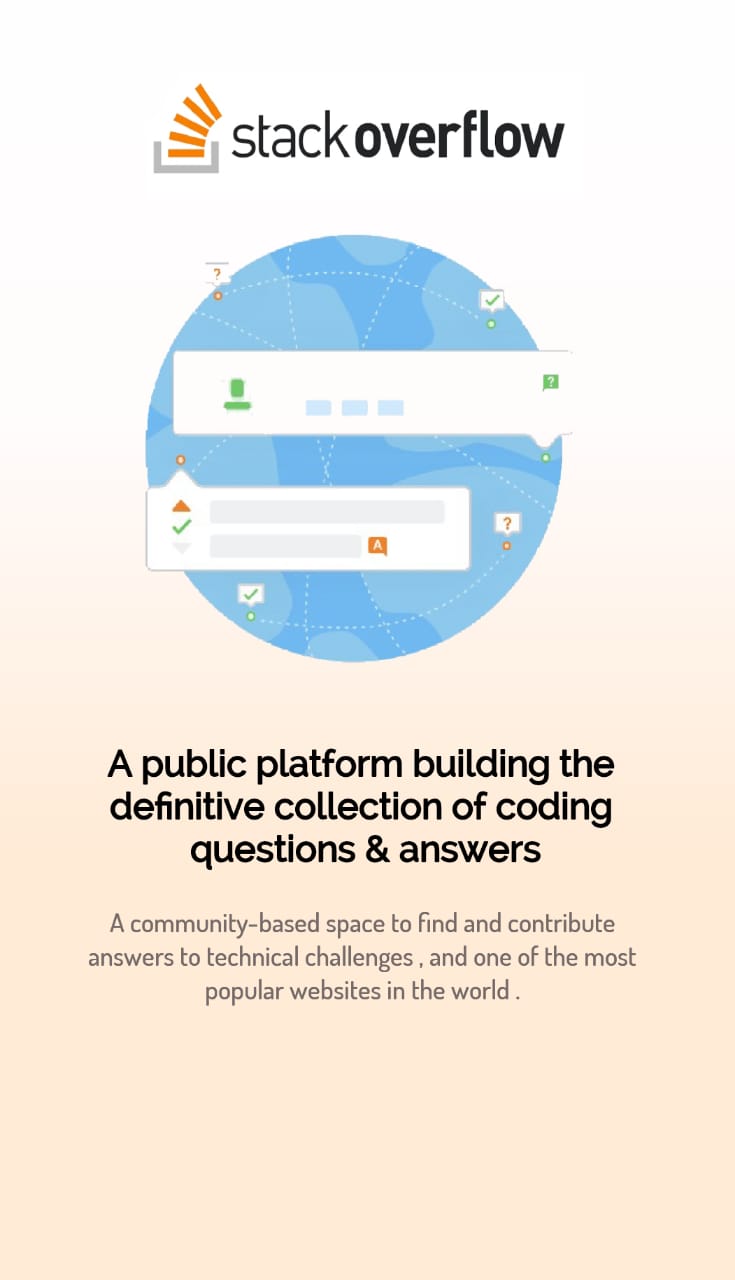 stackoverflow
?
?
A
?
A public platform building the
definitive collection of coding
questions & answers
A community-based space to find and contribute
answers to technical challenges , and one of the most
popular websites in the world .